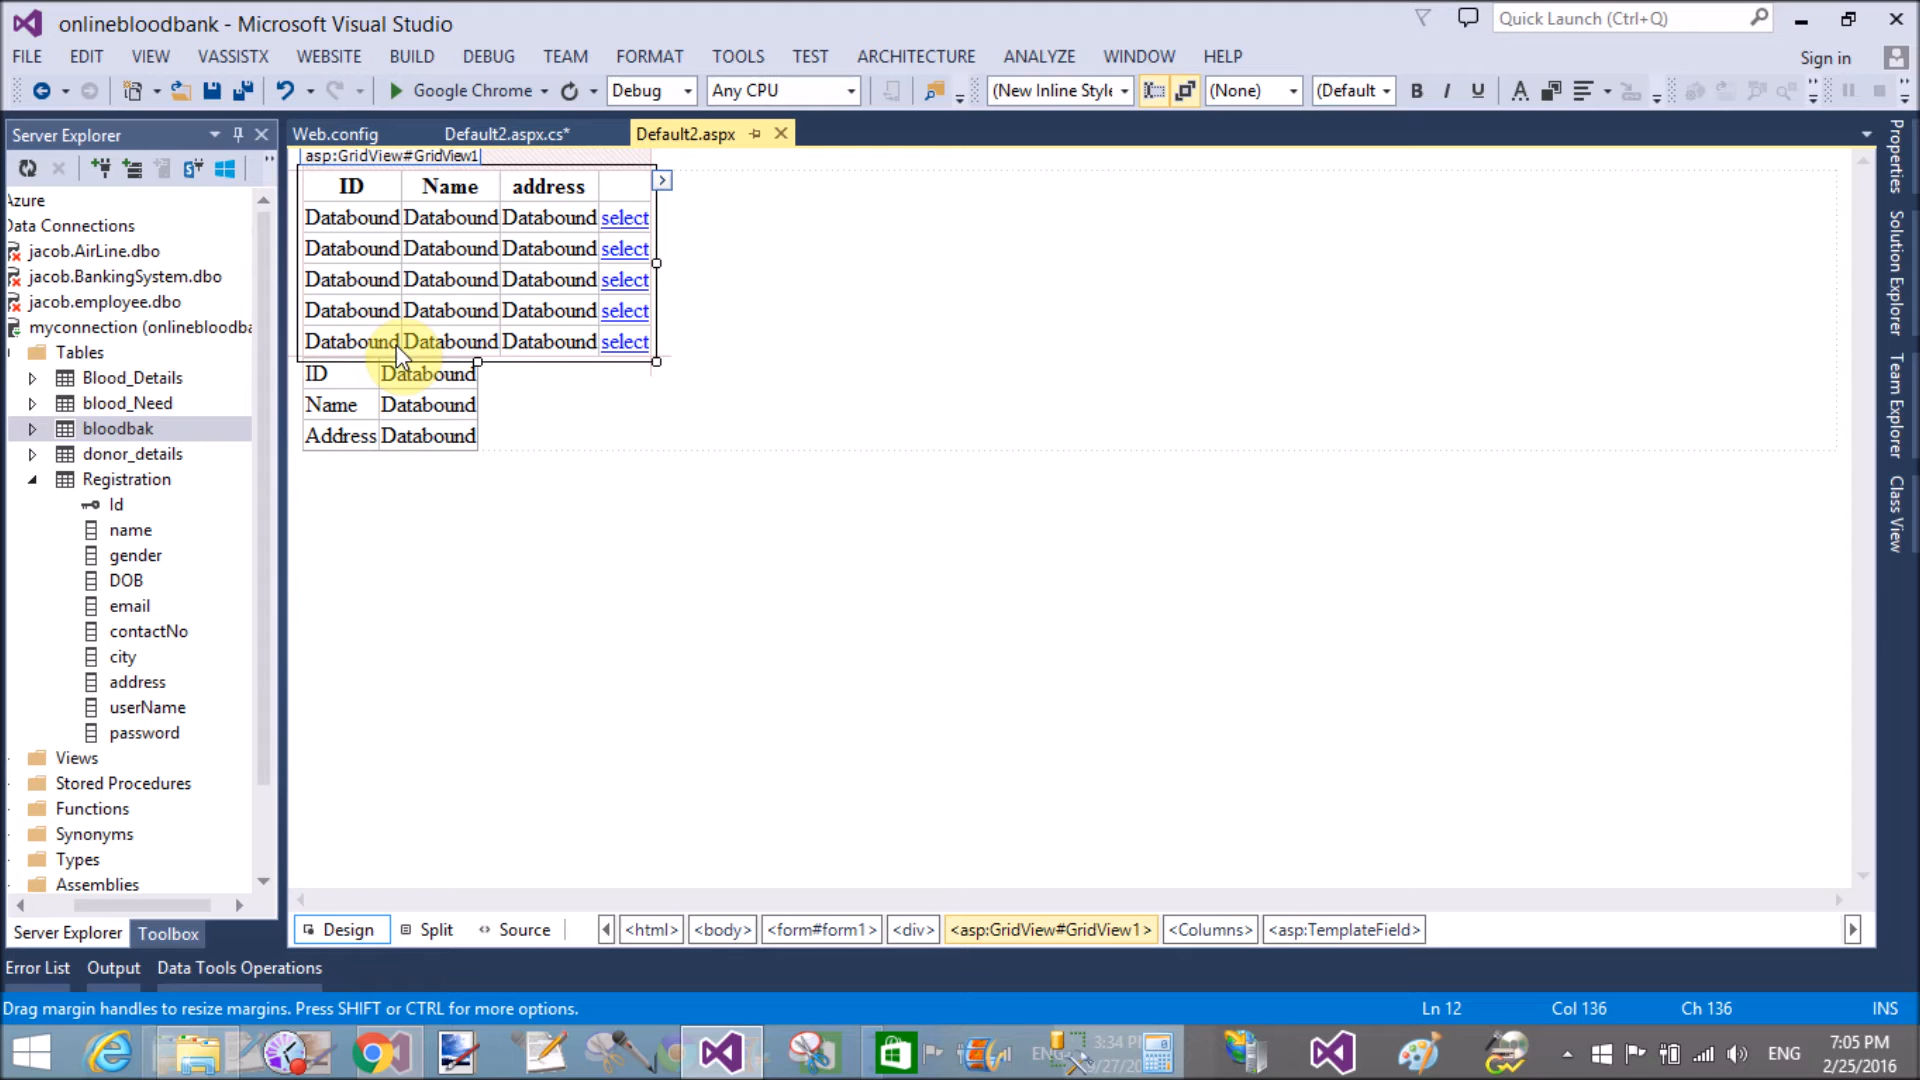 onlinebloodbank - Microsoft Visual Studio
Quick Launch (Ctrl+Q)
FILE EDIT VIEW VASSISTX WEBSITE BUILD DEBUG TEAM FORMAT TOOLS TEST ARCHITECTURE ANALYZE WINDOW HELP
Sign in
Google Chrome Debug Any CPU (New Inline Style (None) (Default B I U A
Server Explorer
Web.config Default2.aspx.cs* Default2.aspx
asp:GridView#GridView1
ID Name address
Databound Databound Databound select
Databound Databound Databound select
Databound Databound Databound select
Databound Databound Databound select
Databound Databound Databound select
ID Databound
Name Databound
Address Databound
Azure
Data Connections
jacob.AirLine.dbo
jacob.BankingSystem.dbo
jacob.employee.dbo
myconnection (onlinebloodba
Tables
Blood_Details
blood_Need
bloodbak
donor_details
Registration
Id
name
gender
DOB
email
contactNo
city
address
userName
password
Views
Stored Procedures
Functions
Synonyms
Types
Assemblies
Server Explorer Toolbox
Properties
Solution Explorer
Team Explorer
Class View
Design Split Source <html> <body> <form#form1> <div> <asp:GridView#GridView1> <Columns> <asp:TemplateField>
Error List Output Data Tools Operations
Drag margin handles to resize margins. Press SHIFT or CTRL for more options. Ln 12 Col 136 Ch 136 INS
ENG 7:05 PM
2/25/2016